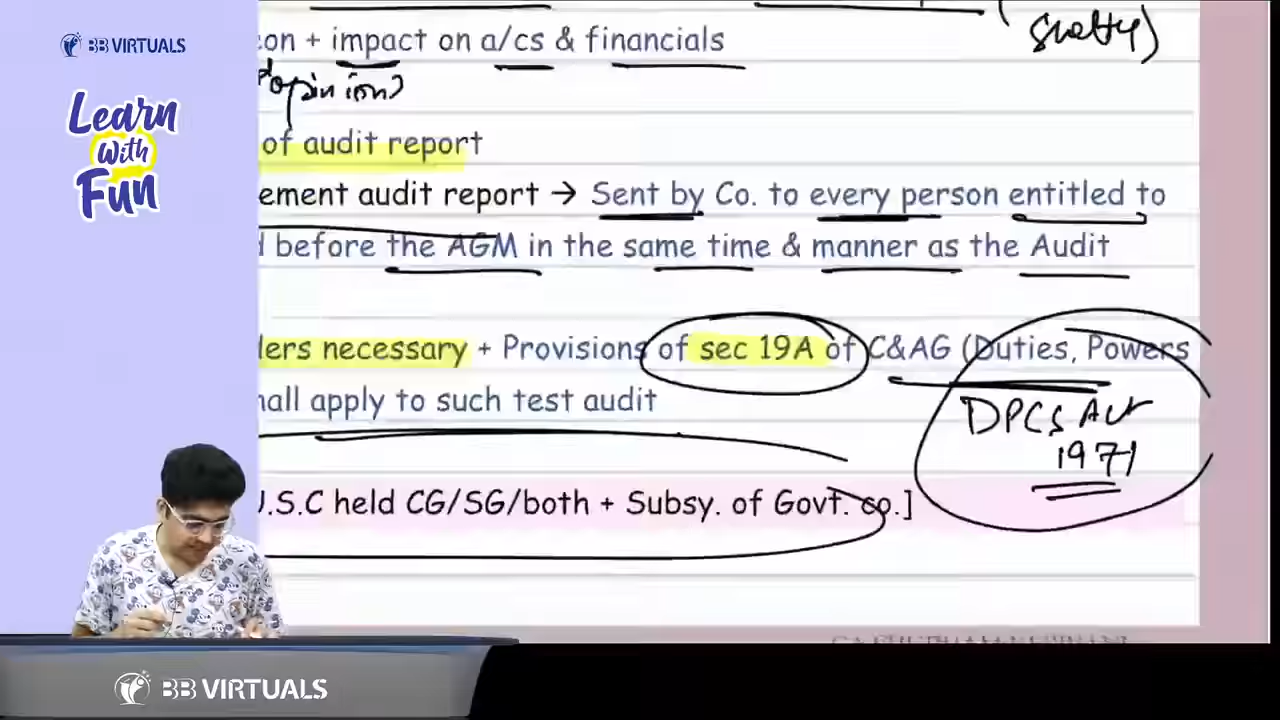 BB VIRTUALS
Learn
With
Fun
con + impact on a/cs & financials
opinion)
of audit report
ement audit report → Sent by Co. to every person entitled to
d before the AGM in the same time & manner as the Audit
ders necessary + Provisions of sec 19A of C&AG (Duties, Powers
hall apply to such test audit
DPCs Act
1971
U.S.C held CG/SG/both + Subsy. of Govt. co.]
BB VIRTUALS